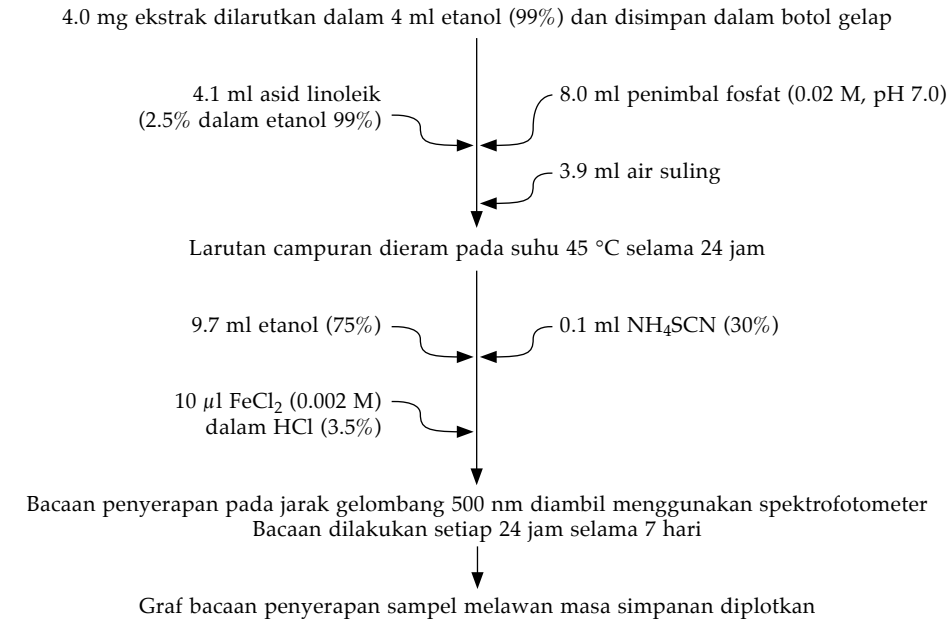 4.0 mg ekstrak dilarutkan dalam 4 ml etanol (99%) dan disimpan dalam botol gelap
4.1 ml asid linoleik
(2.5% dalam etanol 99%)
8.0 ml penimbal fosfat (0.02 M, pH 7.0)
3.9 ml air suling
Larutan campuran dieram pada suhu 45 °C selama 24 jam
9.7 ml etanol (75%)
0.1 ml NH₄SCN (30%)
10 μl FeCl₂ (0.002 M)
dalam HCl (3.5%)
Bacaan penyerapan pada jarak gelombang 500 nm diambil menggunakan spektrofotometer
Bacaan dilakukan setiap 24 jam selama 7 hari
Graf bacaan penyerapan sampel melawan masa simpanan diplotkan